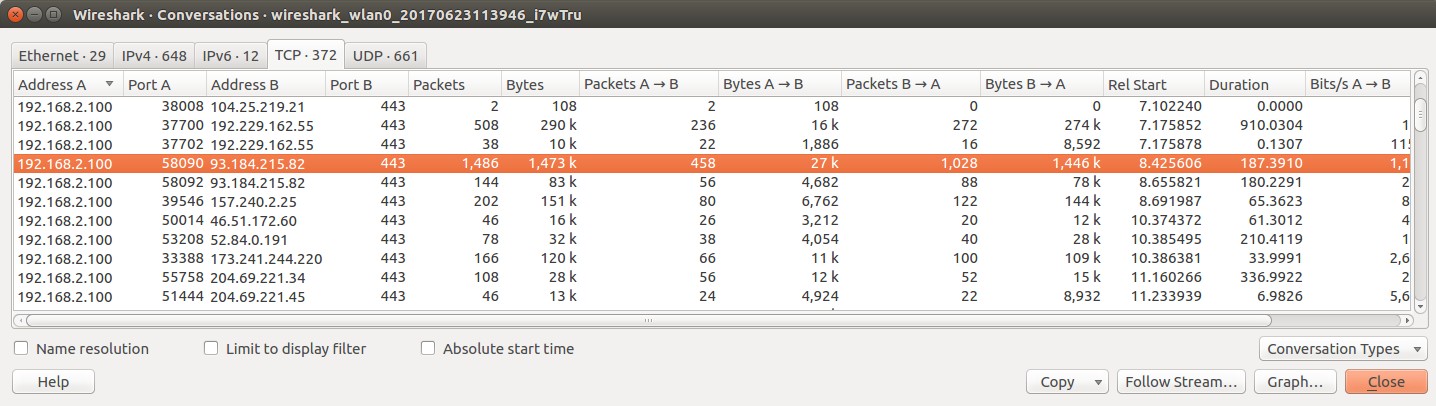 Wireshark · Conversations · wireshark_wlan0_20170623113946_i7wTru
Ethernet · 29 IPv4 · 648 IPv6 · 12 TCP · 372 UDP · 661
Address A Port A Address B Port B Packets Bytes Packets A → B Bytes A → B Packets B → A Bytes B → A Rel Start Duration Bits/s A → B
192.168.2.100 38008 104.25.219.21 443 2 108 2 108 0 0 7.102240 0.0000
192.168.2.100 37700 192.229.162.55 443 508 290 k 236 16 k 272 274 k 7.175852 910.0304 1
192.168.2.100 37702 192.229.162.55 443 38 10 k 22 1,886 16 8,592 7.175878 0.1307 115
192.168.2.100 58090 93.184.215.82 443 1,486 1,473 k 458 27 k 1,028 1,446 k 8.425606 187.3910 1,1
192.168.2.100 58092 93.184.215.82 443 144 83 k 56 4,682 88 78 k 8.655821 180.2291 2
192.168.2.100 39546 157.240.2.25 443 202 151 k 80 6,762 122 144 k 8.691987 65.3623 8
192.168.2.100 50014 46.51.172.60 443 46 16 k 26 3,212 20 12 k 10.374372 61.3012 4
192.168.2.100 53208 52.84.0.191 443 78 32 k 38 4,054 40 28 k 10.385495 210.4119 1
192.168.2.100 33388 173.241.244.220 443 166 120 k 66 11 k 100 109 k 10.386381 33.9991 2,6
192.168.2.100 55758 204.69.221.34 443 108 28 k 56 12 k 52 15 k 11.160266 336.9922 2
192.168.2.100 51444 204.69.221.45 443 46 13 k 24 4,924 22 8,932 11.233939 6.9826 5,6
Name resolution Limit to display filter Absolute start time Conversation Types
Help Copy Follow Stream... Graph... Close